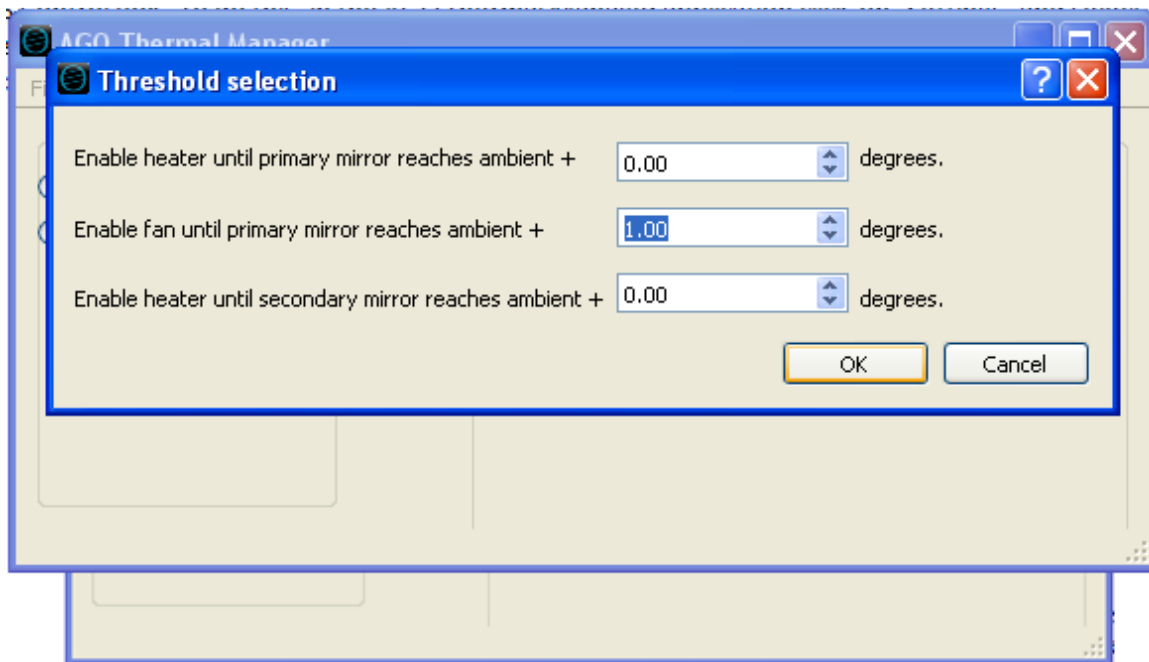 AGO Thermal Manager
Threshold selection
Enable heater until primary mirror reaches ambient + 0.00 degrees.
Enable fan until primary mirror reaches ambient + 1.00 degrees.
Enable heater until secondary mirror reaches ambient + 0.00 degrees.
OK Cancel